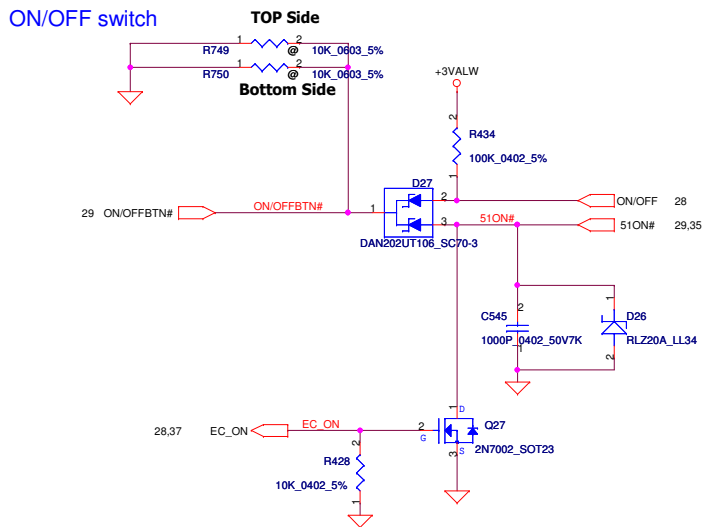 ON/OFF switch
TOP Side
R749 1 2 @ 10K_0603_5%
R750 1 2 @ 10K_0603_5%
Bottom Side
+3VALW
2
R434
100K_0402_5%
1
D27
29 ON/OFFBTN# ON/OFFBTN# 1
2 ON/OFF 28
3 51ON# 51ON# 29,35
DAN202UT106_SC70-3
C545 2 1
1000P_0402_50V7K
1 D26
RLZ20A_LL34
2
28,37 EC_ON EC_ON 2 G
1 D
Q27
2N7002_SOT23
3 S
2
R428
10K_0402_5%
1